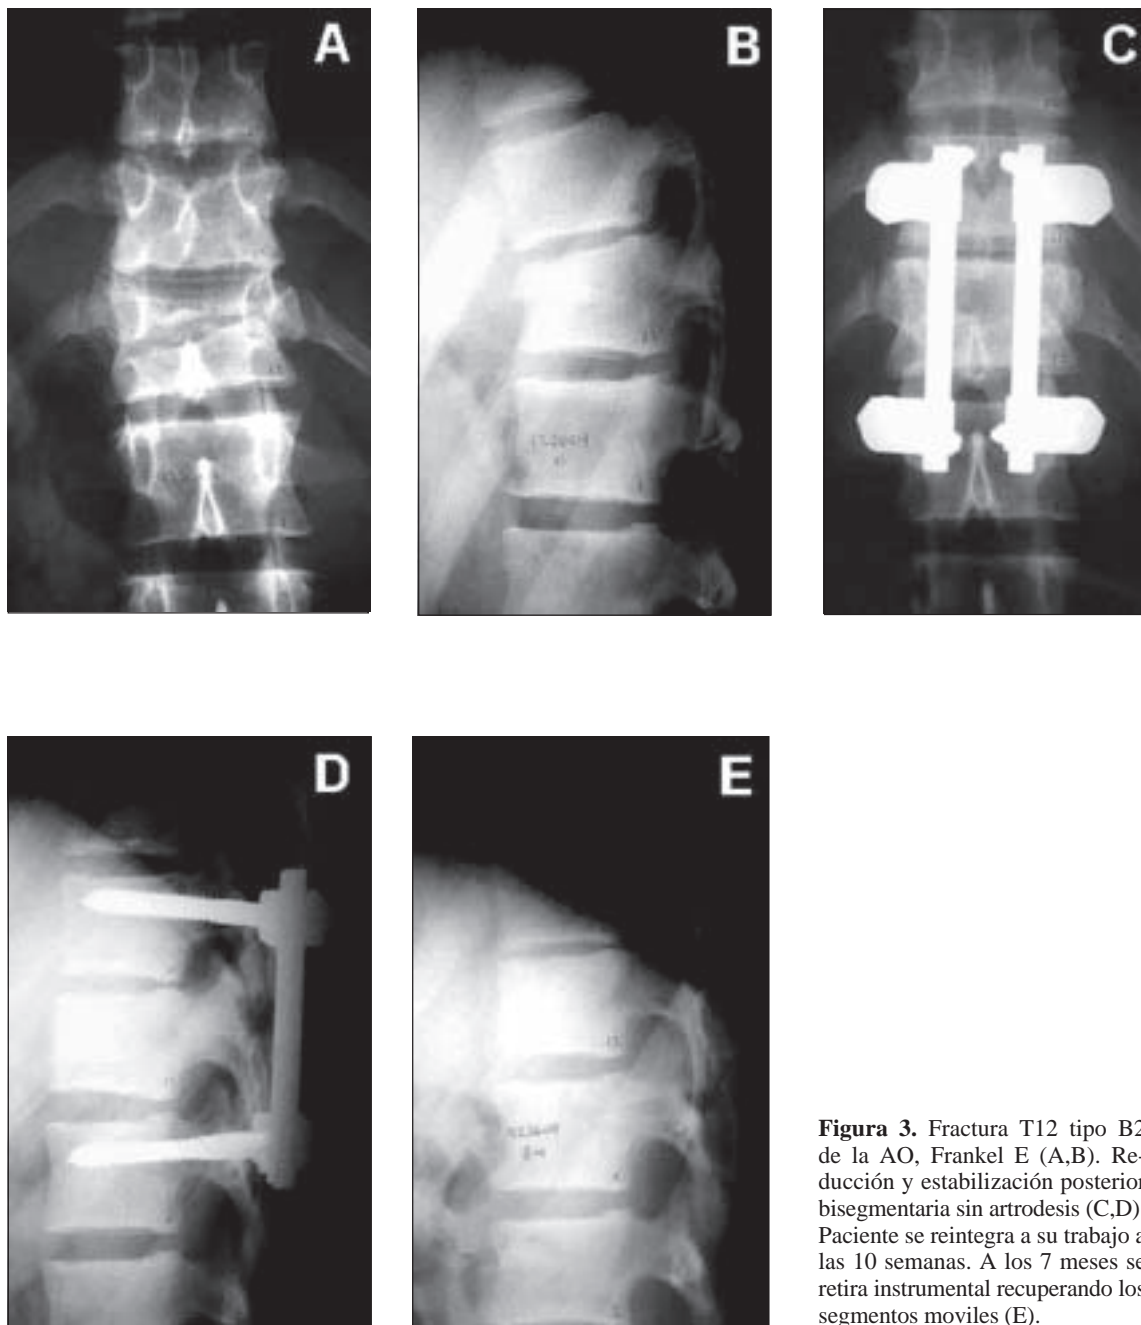 A
B
C
D
E
Figura 3. Fractura T12 tipo B2
de la AO, Frankel E (A,B). Re-
ducción y estabilización posterior
bisegmentaria sin artrodesis (C,D)
Paciente se reintegra a su trabajo a
las 10 semanas. A los 7 meses se
retira instrumental recuperando los
segmentos moviles (E).